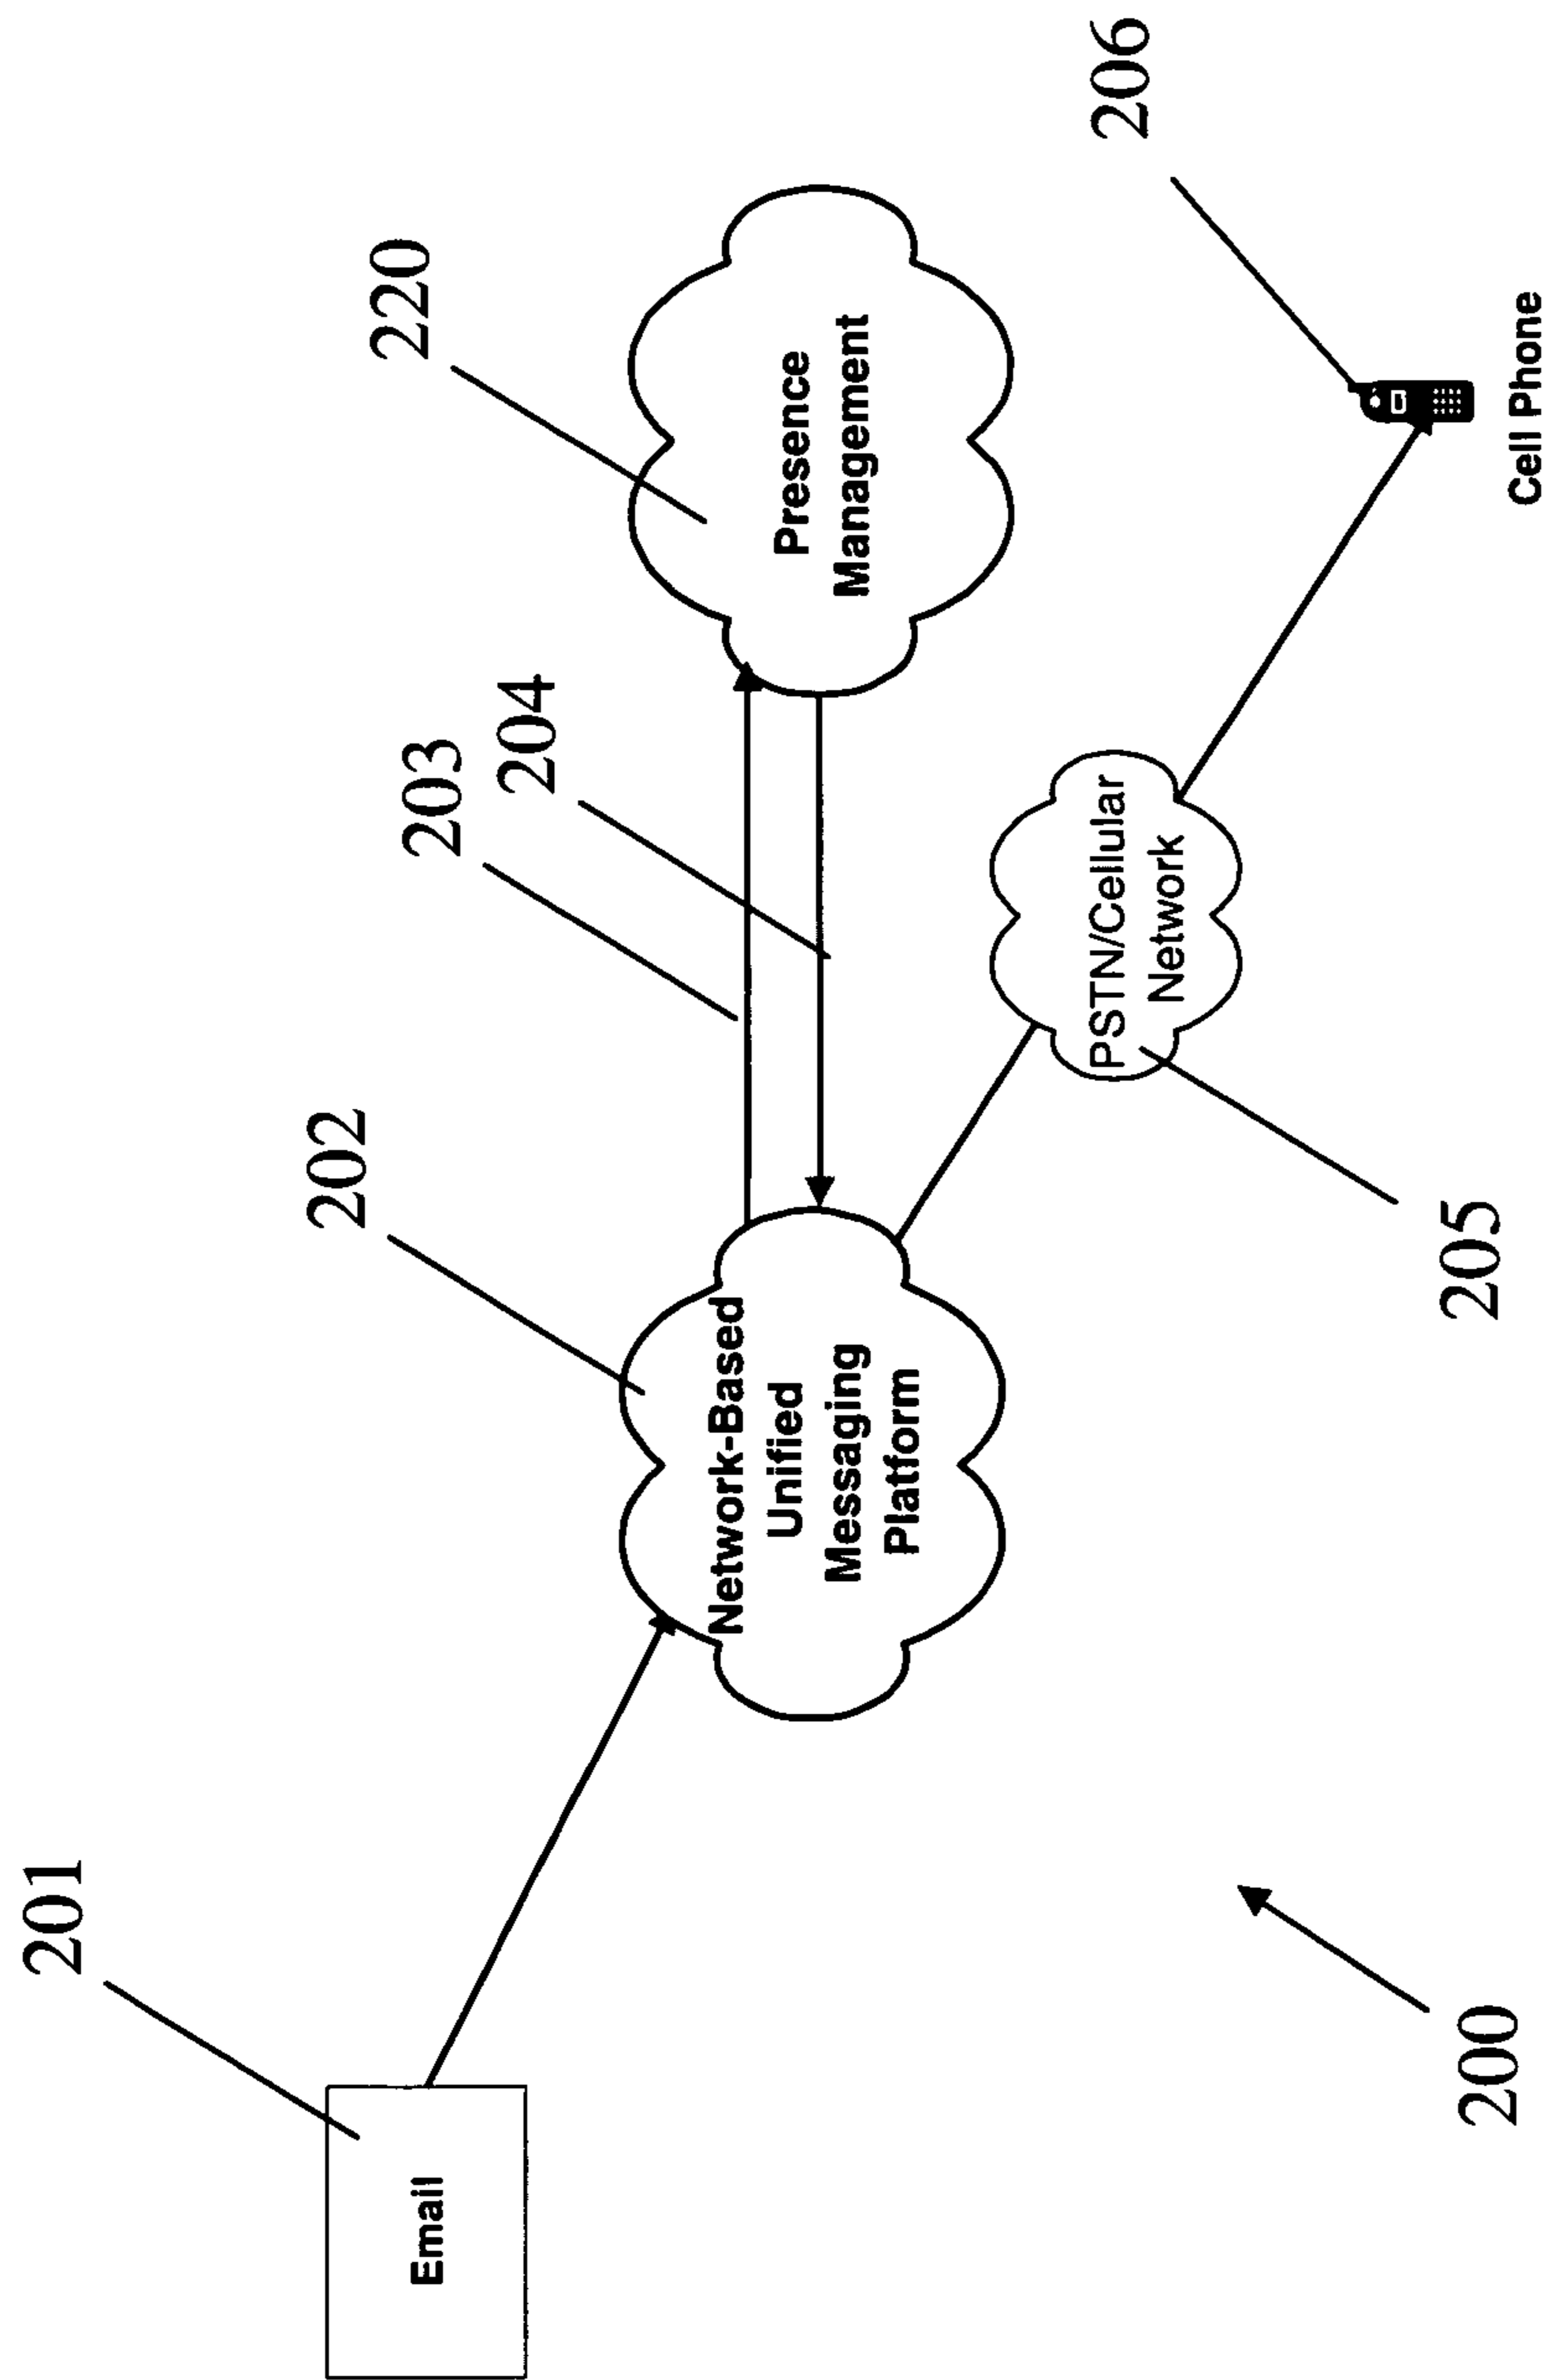 201
Email
202
Network-Based
Unified
Messaging
Platform
203
204
220
Presence
Management
PSTN/Cellular
Network
205
206
Cell Phone
200